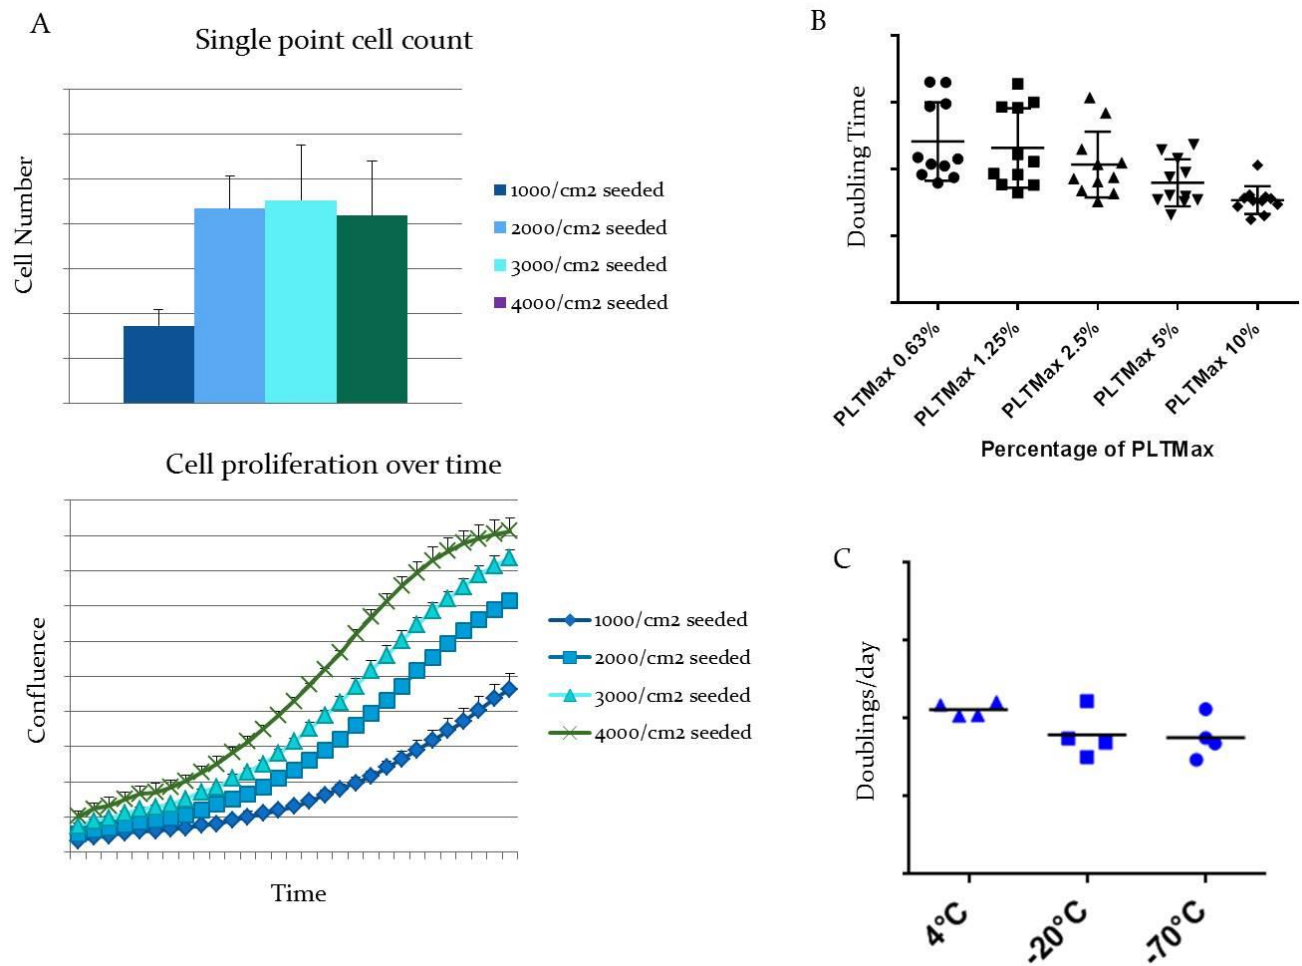 A
Single point cell count
Cell Number
1000/cm2 seeded
2000/cm2 seeded
3000/cm2 seeded
4000/cm2 seeded
Cell proliferation over time
Confluence
1000/cm2 seeded
2000/cm2 seeded
3000/cm2 seeded
4000/cm2 seeded
Time
B
Doubling Time
PLTMax 0.63%
PLTMax 1.25%
PLTMax 2.5%
PLTMax 5%
PLTMax 10%
Percentage of PLTMax
C
Doublings/day
4°C
-20°C
-70°C